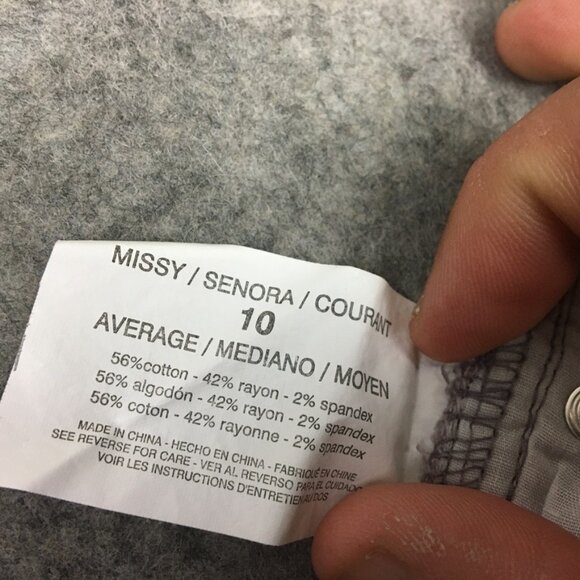 MISSY / SENORA / COURANT
10
AVERAGE / MEDIANO / MOYEN
56%cotton - 42% rayon - 2% spandex
56% algodón - 42% rayon - 2% spandex
56% coton - 42% rayonne - 2% spandex
MADE IN CHINA - HECHO EN CHINA - FABRIQUÉ EN CHINE
SEE REVERSE FOR CARE - VER AL REVERSO PARA EL CUIDADO
VOIR LES INSTRUCTIONS D'ENTRETIEN AU DOS